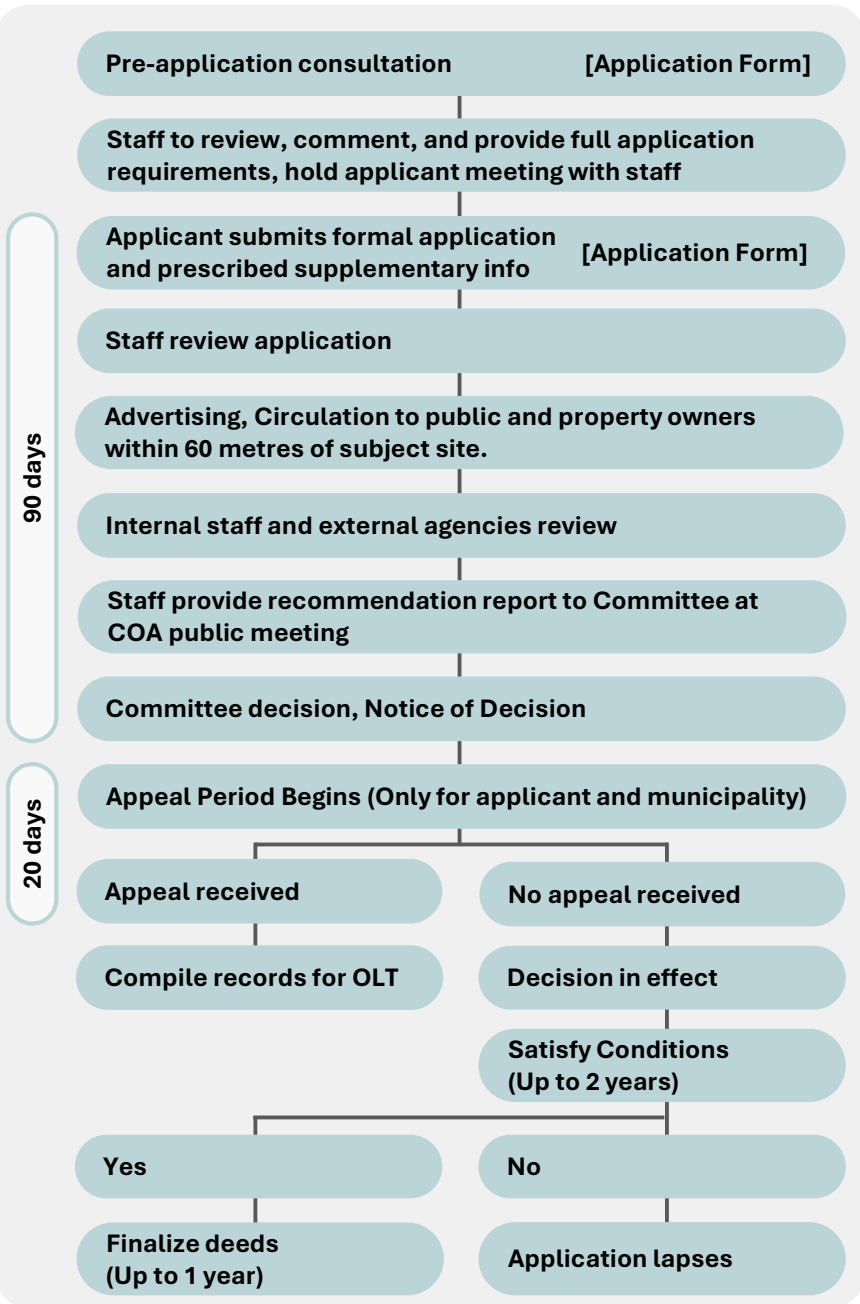 Pre-application consultation [Application Form]
Staff to review, comment, and provide full application
requirements, hold applicant meeting with staff
Applicant submits formal application
and prescribed supplementary info
[Application Form]
Staff review application
Advertising, Circulation to public and property owners
within 60 metres of subject site.
Internal staff and external agencies review
Staff provide recommendation report to Committee at
COA public meeting
Committee decision, Notice of Decision
90 days
Appeal Period Begins (Only for applicant and municipality)
20 days
Appeal received
No appeal received
Compile records for OLT
Decision in effect
Satisfy Conditions
(Up to 2 years)
Yes
No
Finalize deeds
(Up to 1 year)
Application lapses